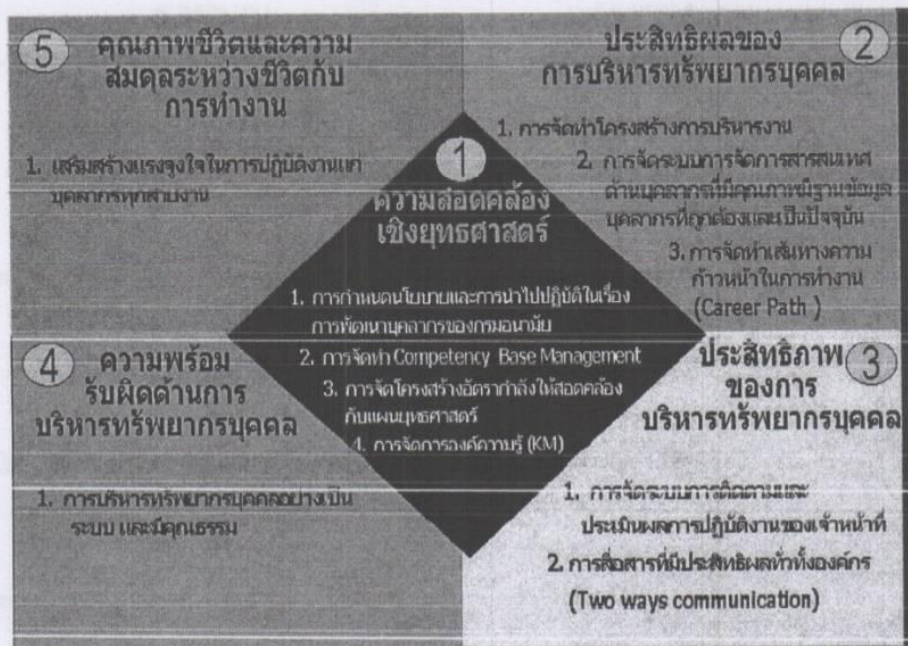 1
ความสอดคล้อง
เชิงยุทธศาสตร์
1. การกำหนดนโยบายและการนำไปปฏิบัติในเรื่อง
การพัฒนาบุคลากรของกรมอนามัย
2. การจัดทำ Competency Base Management
3. การจัดโครงสร้างอัตรากำลังให้สอดคล้อง
กับแผนยุทธศาสตร์
4. การจัดการองค์ความรู้ (KM)
2
ประสิทธิผลของ
การบริหารทรัพยากรบุคคล
1. การจัดทำโครงสร้างการบริหารงาน
2. การจัดระบบการจัดการสารสนเทศ
ด้านบุคลากรที่มีคุณภาพมีฐานข้อมูล
บุคลากรที่ถูกต้องและเป็นปัจจุบัน
3. การจัดทำเส้นทางความ
ก้าวหน้าในการทำงาน
(Career Path )
3
ประสิทธิภาพ
ของการ
บริหารทรัพยากรบุคคล
1. การจัดระบบการติดตามและ
ประเมินผลการปฏิบัติงานของเจ้าหน้าที่
2. การสื่อสารที่มีประสิทธิผลทั่วทั้งองค์กร
(Two ways communication)
4
ความพร้อม
รับผิดด้านการ
บริหารทรัพยากรบุคคล
1. การบริหารทรัพยากรบุคคลอย่างเป็น
ระบบ และมีคุณธรรม
5
คุณภาพชีวิตและความ
สมดุลระหว่างชีวิตกับ
การทำงาน
1. เสริมสร้างแรงจูงใจในการปฏิบัติงานแก่
บุคลากรทุกสายงาน